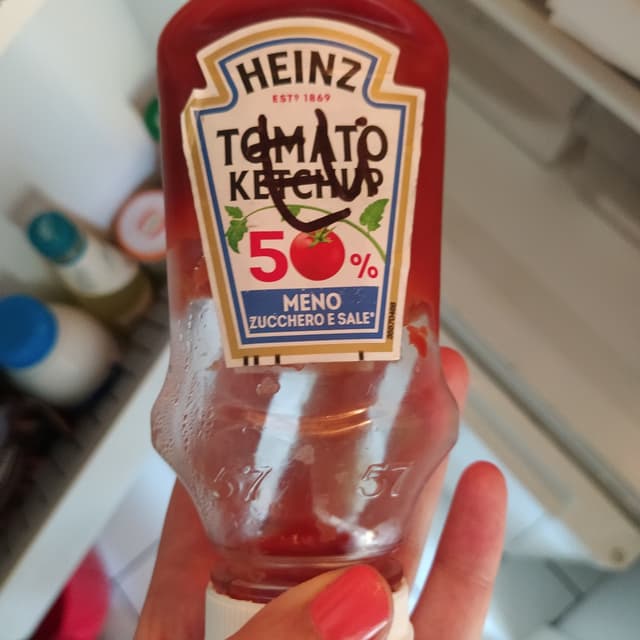 HEINZ
ESTD 1869
TOMATO
KETCHUP
50%
MENO
ZUCCHERO E SALE*
57 57